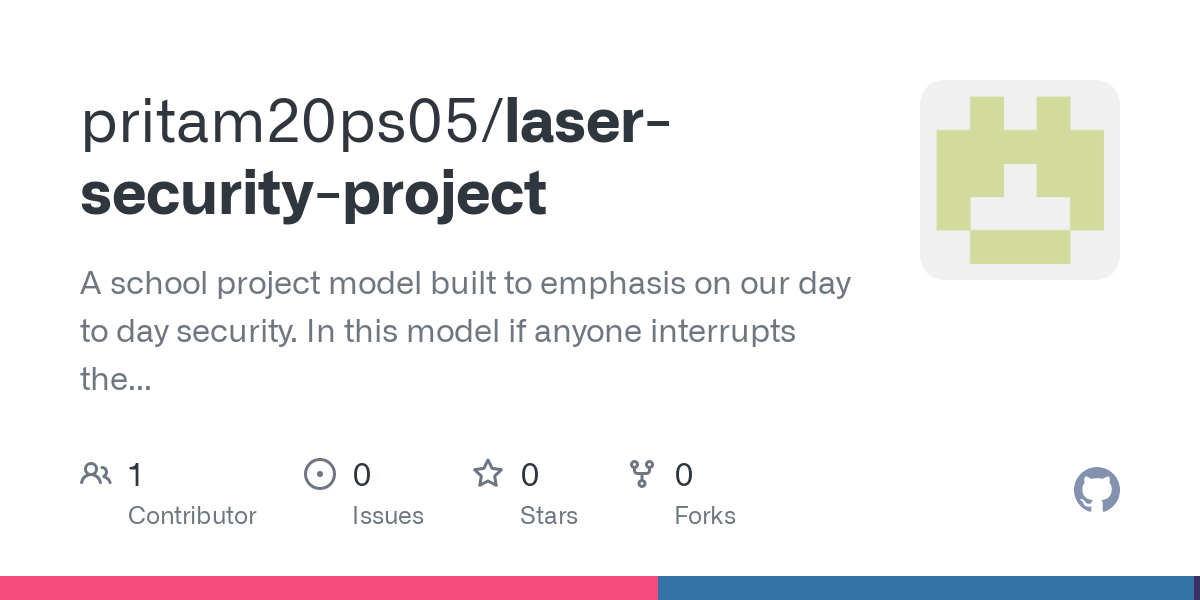 pritam20ps05/laser-
security-project
A school project model built to emphasis on our day
to day security. In this model if anyone interrupts
the...
1 0 0 0
Contributor Issues Stars Forks